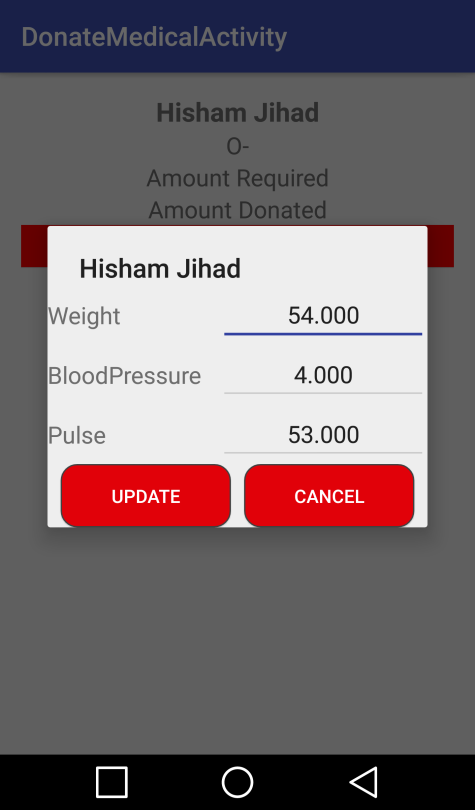 DonateMedicalActivity
Hisham Jihad
O-
Amount Required
Amount Donated
Hisham Jihad
Weight 54.000
BloodPressure 4.000
Pulse 53.000
UPDATE CANCEL